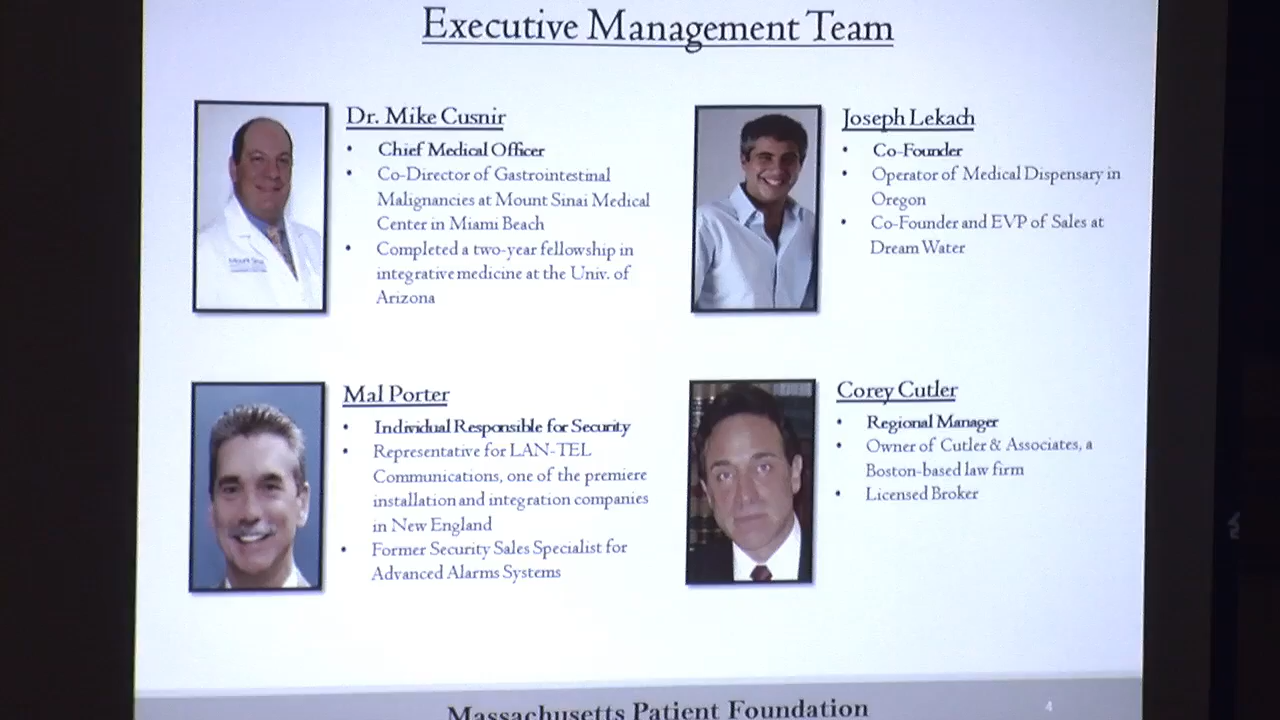 Executive Management Team
Dr. Mike Cusnir
• Chief Medical Officer
• Co-Director of Gastrointestinal
Malignancies at Mount Sinai Medical
Center in Miami Beach
• Completed a two-year fellowship in
integrative medicine at the Univ. of
Arizona
Joseph Lekach
• Co-Founder
• Operator of Medical Dispensary in
Oregon
• Co-Founder and EVP of Sales at
Dream Water
Mal Porter
• Individual Responsible for Security
• Representative for LAN-TEL
Communications, one of the premiere
installation and integration companies
in New England
• Former Security Sales Specialist for
Advanced Alarms Systems
Corey Cutler
• Regional Manager
• Owner of Cutler & Associates, a
Boston-based law firm
• Licensed Broker
Massachusetts Patient Foundation
4